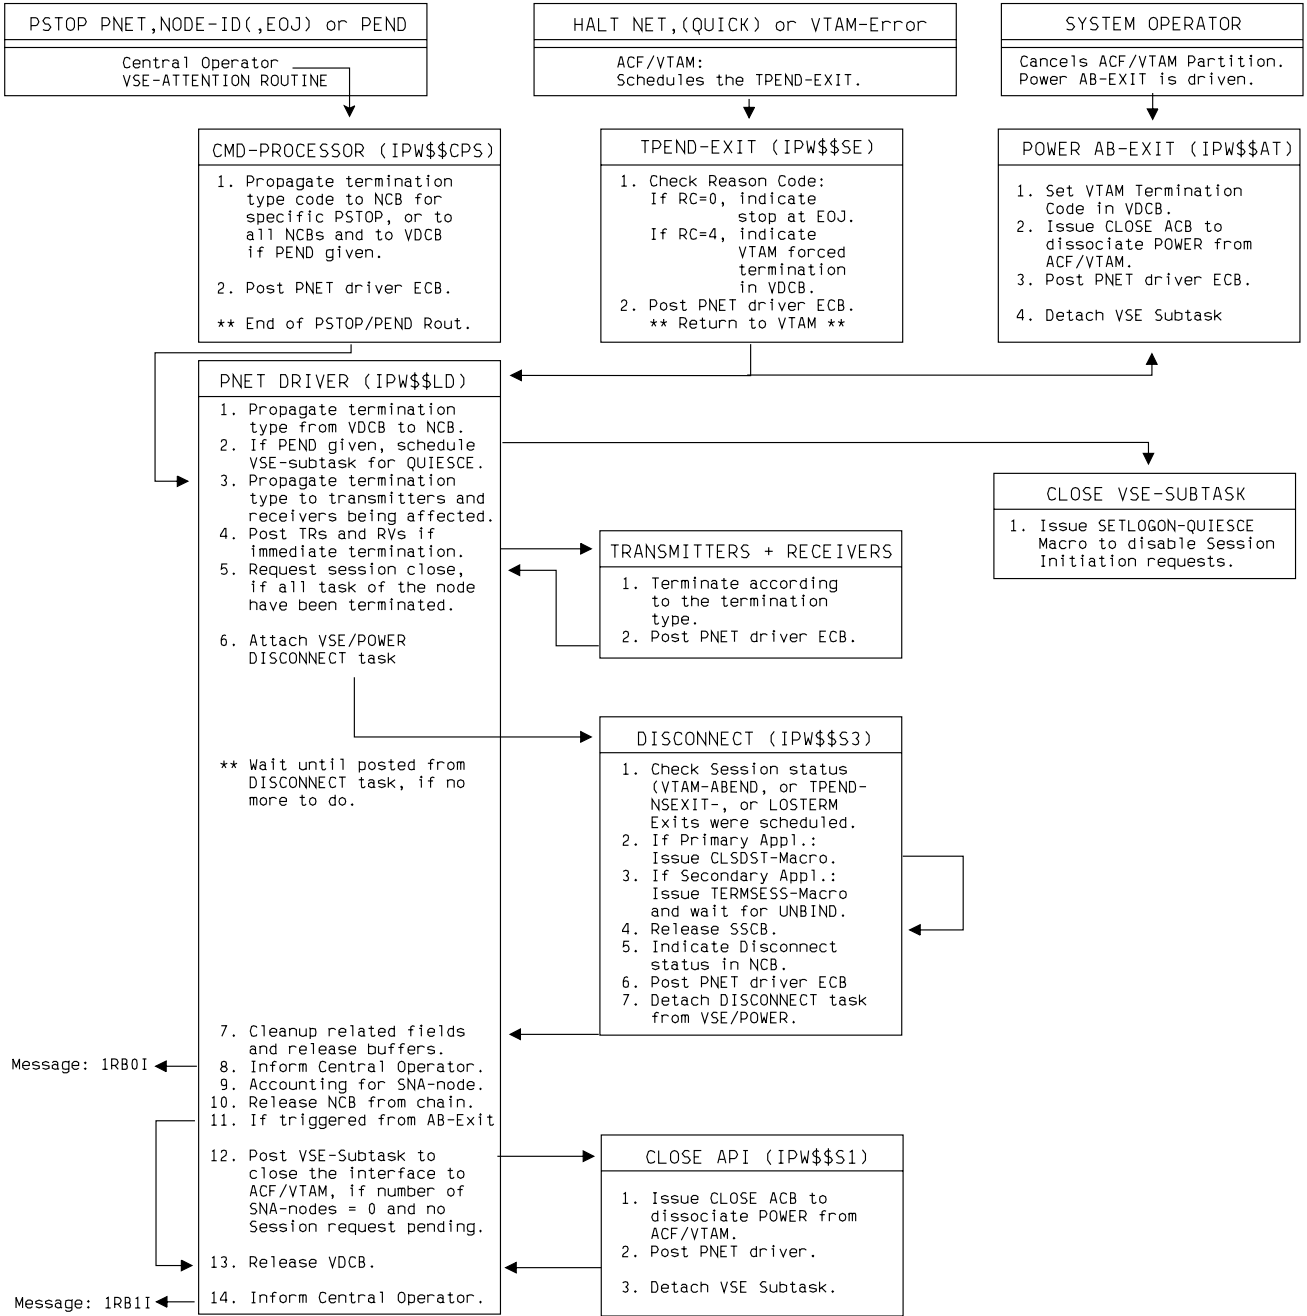 PSTOP PNET,NODE-ID(,EOJ) or PEND
Central Operator
VSE-ATTENTION ROUTINE
HALT NET,(QUICK) or VTAM-Error
ACF/VTAM:
Schedules the TPEND-EXIT.
SYSTEM OPERATOR
Cancels ACF/VTAM Partition.
Power AB-EXIT is driven.
CMD-PROCESSOR (IPW$$CPS)
1. Propagate termination
type code to NCB for
specific PSTOP, or to
all NCBs and to VDCB
if PEND given.
2. Post PNET driver ECB.
** End of PSTOP/PEND Rout.
TPEND-EXIT (IPW$$SE)
1. Check Reason Code:
If RC=0, indicate
stop at EOJ.
If RC=4, indicate
VTAM forced
termination
in VDCB.
2. Post PNET driver ECB.
** Return to VTAM **
POWER AB-EXIT (IPW$$AT)
1. Set VTAM Termination
Code in VDCB.
2. Issue CLOSE ACB to
dissociate POWER from
ACF/VTAM.
3. Post PNET driver ECB.
4. Detach VSE Subtask
PNET DRIVER (IPW$$LD)
1. Propagate termination
type from VDCB to NCB.
2. If PEND given, schedule
VSE-subtask for QUIESCE.
3. Propagate termination
type to transmitters and
receivers being affected.
4. Post TRs and RVs if
immediate termination.
5. Request session close,
if all task of the node
have been terminated.
6. Attach VSE/POWER
DISCONNECT task
** Wait until posted from
DISCONNECT task, if no
more to do.
CLOSE VSE-SUBTASK
1. Issue SETLOGON-QUIESCE
Macro to disable Session
Initiation requests.
TRANSMITTERS + RECEIVERS
1. Terminate according
to the termination
type.
2. Post PNET driver ECB.
DISCONNECT (IPW$$S3)
1. Check Session status
(VTAM-ABEND, or TPEND-
NSEXIT-, or LOSTERM
Exits were scheduled.
2. If Primary Appl.:
Issue CLSDST-Macro.
3. If Secondary Appl.:
Issue TERMSESS-Macro
and wait for UNBIND.
4. Release SSCB.
5. Indicate Disconnect
status in NCB.
6. Post PNET driver ECB
7. Detach DISCONNECT task
from VSE/POWER.
7. Cleanup related fields
and release buffers.
Message: 1RB0I
8. Inform Central Operator.
9. Accounting for SNA-node.
10. Release NCB from chain.
11. If triggered from AB-Exit
12. Post VSE-Subtask to
close the interface to
ACF/VTAM, if number of
SNA-nodes = 0 and no
Session request pending.
13. Release VDCB.
Message: 1RB1I
14. Inform Central Operator.
CLOSE API (IPW$$S1)
1. Issue CLOSE ACB to
dissociate POWER from
ACF/VTAM.
2. Post PNET driver.
3. Detach VSE Subtask.